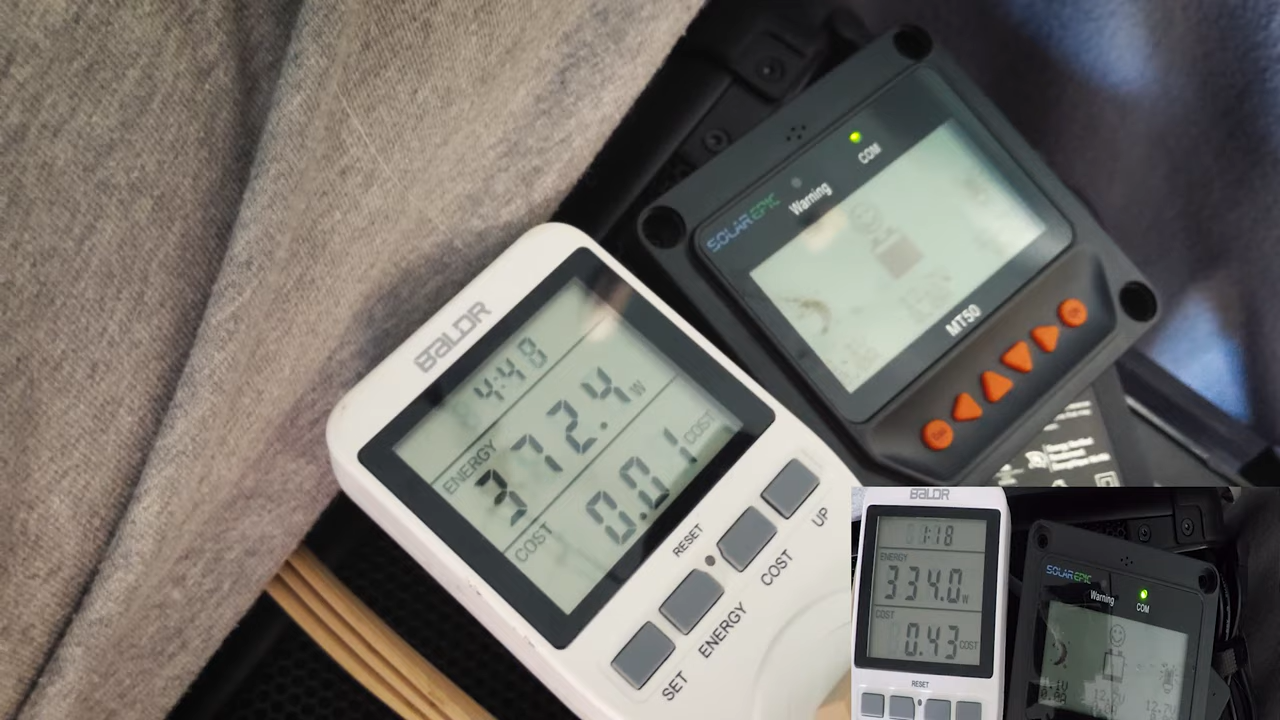 BALDR
4:48
ENERGY
372.4 W
COST
0.01 COST
RESET
SET
ENERGY
COST
UP
SOLAR EPIC
Warning
COM
MT50
BALDR
1:18
ENERGY
334.0 W
COST
0.43 COST
RESET
SOLAR EPIC
Warning
COM